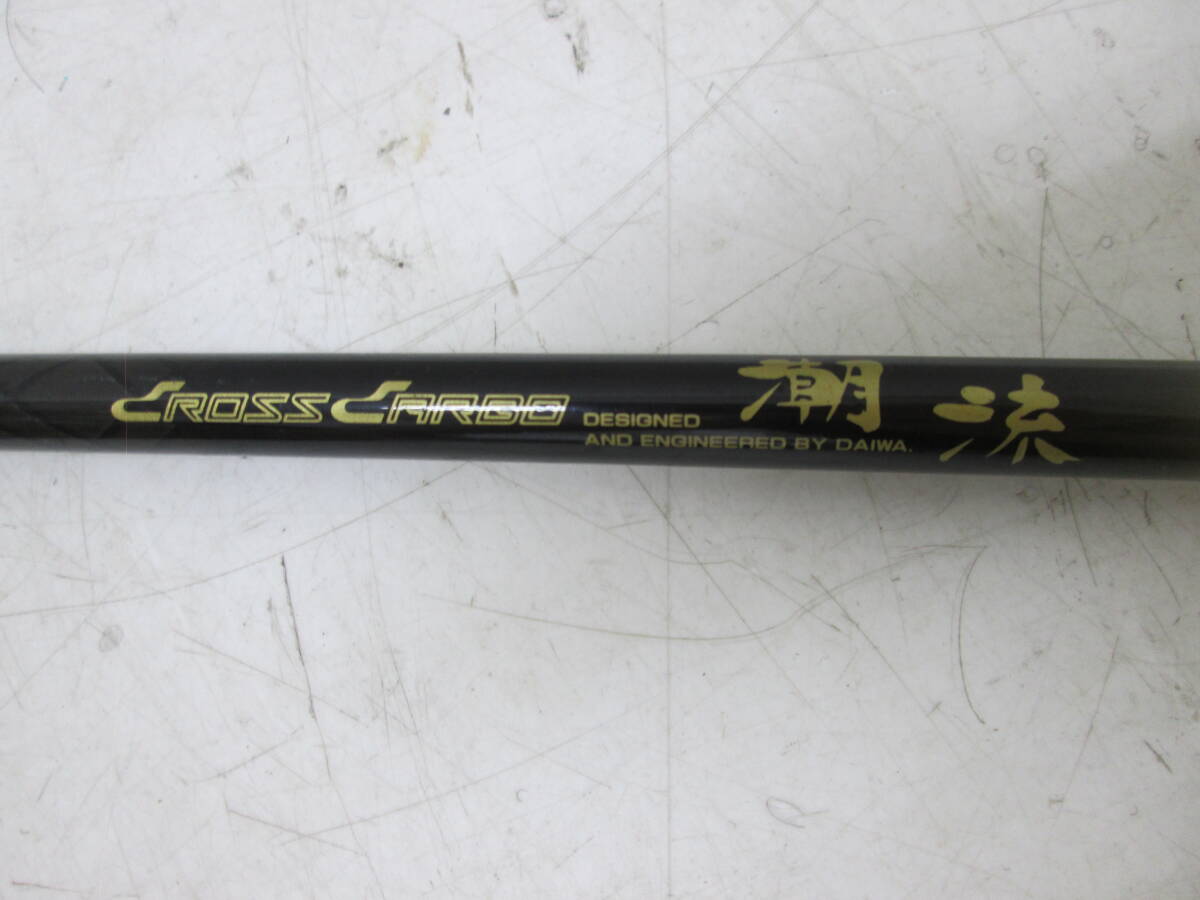 CROSS CARBO
DESIGNED
AND ENGINEERED BY DAIWA.
潮流